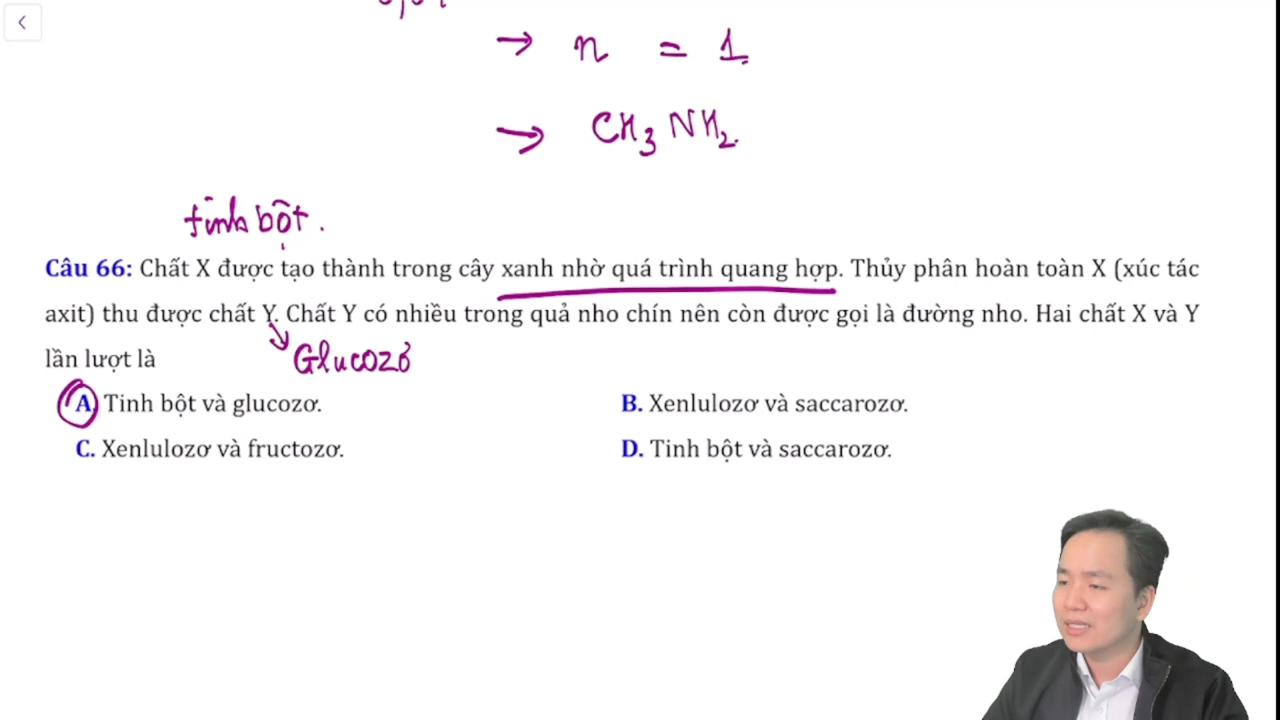 → n = 1.
→ CH3NH2.
tinh bột.
Câu 66: Chất X được tạo thành trong cây xanh nhờ quá trình quang hợp. Thủy phân hoàn toàn X (xúc tác
axit) thu được chất Y. Chất Y có nhiều trong quả nho chín nên còn được gọi là đường nho. Hai chất X và Y
lần lượt là
Glucozơ
A. Tinh bột và glucozơ.
B. Xenlulozơ và saccarozơ.
C. Xenlulozơ và fructozơ.
D. Tinh bột và saccarozơ.